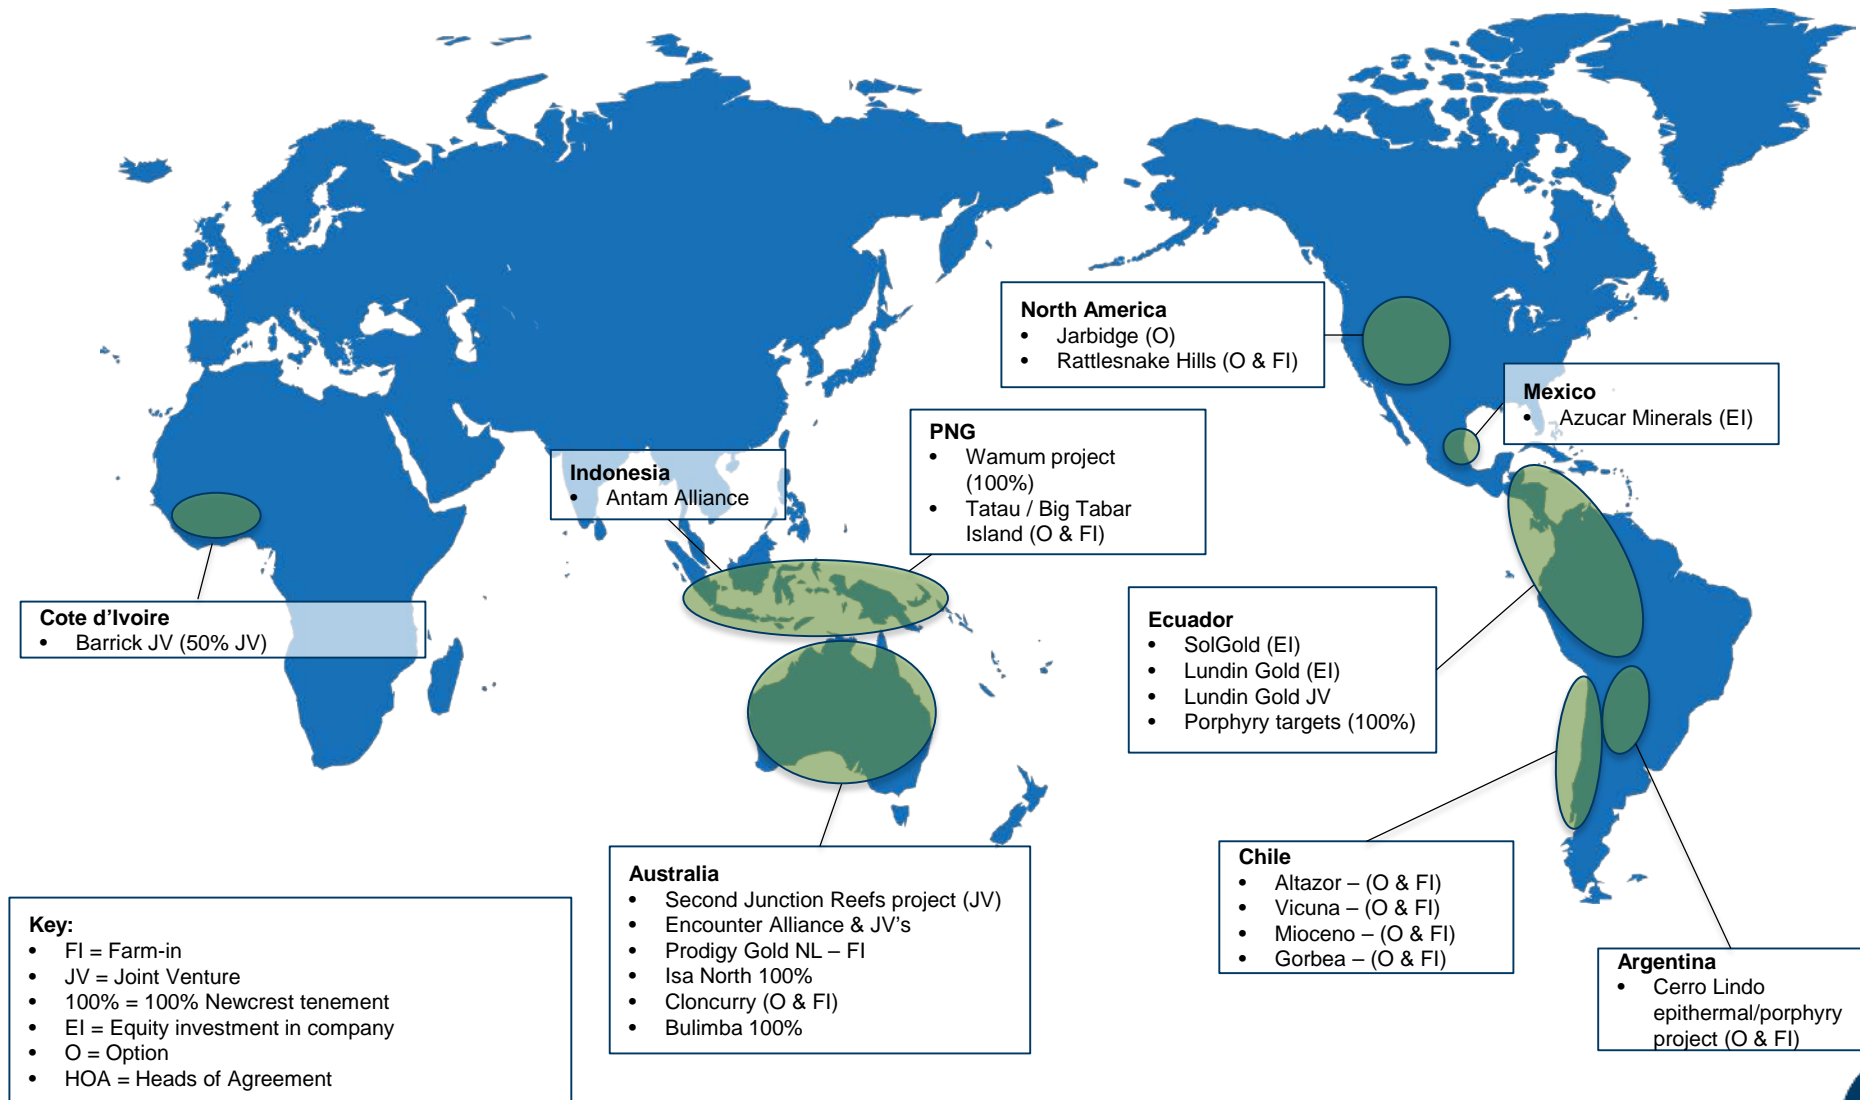 North America
• Jarbidge (O)
• Rattlesnake Hills (O & FI)
Mexico
• Azucar Minerals (EI)
PNG
• Wamum project
(100%)
• Tatau / Big Tabar
Island (O & FI)
Indonesia
• Antam Alliance
Cote d’Ivoire
• Barrick JV (50% JV)
Ecuador
• SolGold (EI)
• Lundin Gold (EI)
• Lundin Gold JV
• Porphyry targets (100%)
Australia
• Second Junction Reefs project (JV)
• Encounter Alliance & JV’s
• Prodigy Gold NL – FI
• Isa North 100%
• Cloncurry (O & FI)
• Bulimba 100%
Chile
• Altazor – (O & FI)
• Vicuna – (O & FI)
• Mioceno – (O & FI)
• Gorbea – (O & FI)
Argentina
• Cerro Lindo
epithermal/porphyry
project (O & FI)
Key:
• FI = Farm-in
• JV = Joint Venture
• 100% = 100% Newcrest tenement
• EI = Equity investment in company
• O = Option
• HOA = Heads of Agreement